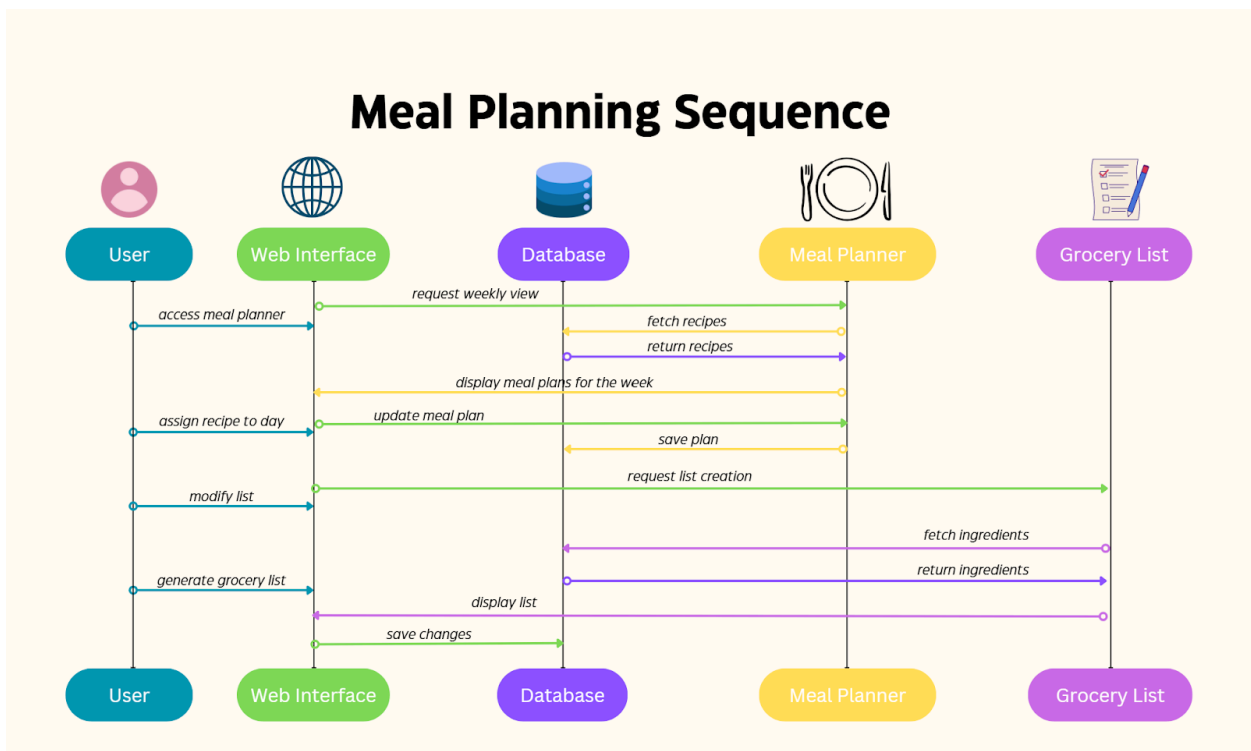 Meal Planning Sequence
User
Web Interface
Database
Meal Planner
Grocery List
request weekly view
access meal planner
fetch recipes
return recipes
display meal plans for the week
assign recipe to day
update meal plan
save plan
request list creation
modify list
fetch ingredients
return ingredients
generate grocery list
display list
save changes
User
Web Interface
Database
Meal Planner
Grocery List